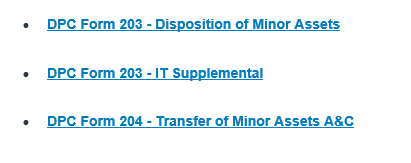 DPC Form 203 - Disposition of Minor Assets
DPC Form 203 - IT Supplemental
DPC Form 204 - Transfer of Minor Assets A&C